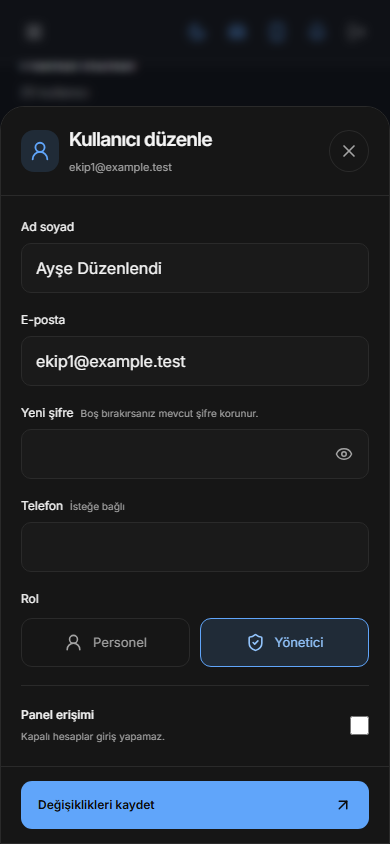 Kullanıcı düzenle
ekip1@example.test
Ad soyad
Ayşe Düzenlendi
E-posta
ekip1@example.test
Yeni şifre Boş bırakırsanız mevcut şifre korunur.
Telefon İsteğe bağlı
Rol
Personel
Yönetici
Panel erişimi
Kapalı hesaplar giriş yapamaz.
Değişiklikleri kaydet